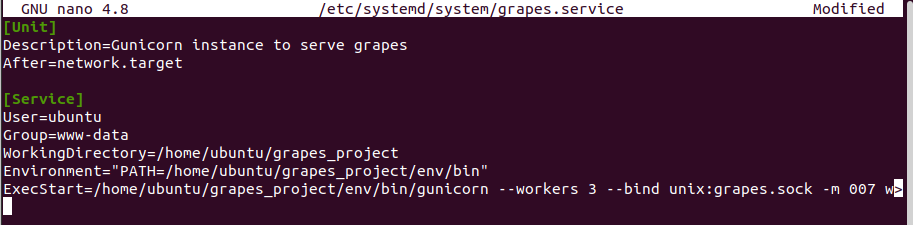 GNU nano 4.8 /etc/systemd/system/grapes.service Modified
[Unit]
Description=Gunicorn instance to serve grapes
After=network.target
[Service]
User=ubuntu
Group=www-data
WorkingDirectory=/home/ubuntu/grapes_project
Environment="PATH=/home/ubuntu/grapes_project/env/bin"
ExecStart=/home/ubuntu/grapes_project/env/bin/gunicorn --workers 3 --bind unix:grapes.sock -m 007 w>